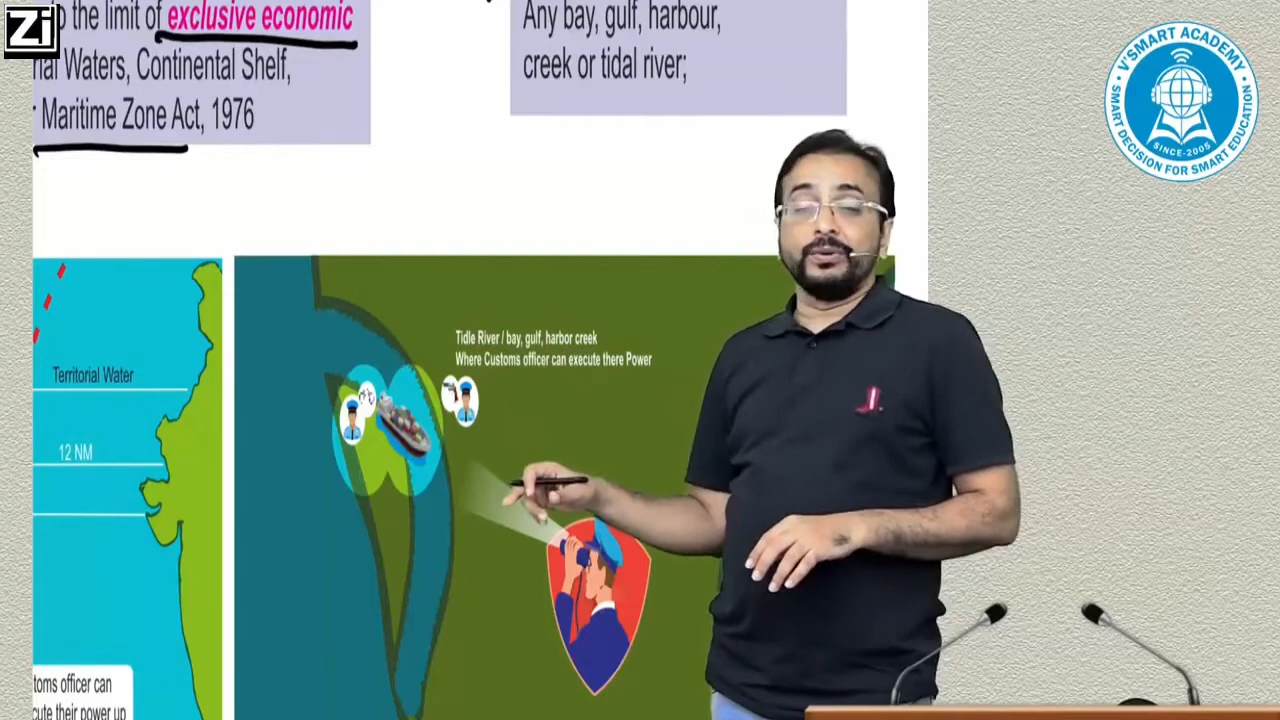 Zi
to the limit of exclusive economic
Waters, Continental Shelf,
Maritime Zone Act, 1976
Any bay, gulf, harbour,
creek or tidal river;
V'SMART ACADEMY
SINCE-2005
SMART DECISION FOR SMART EDUCATION
Tidle River / bay, gulf, harbor creek
Where Customs officer can execute there Power
Territorial Water
12 NM
officer can
their power up